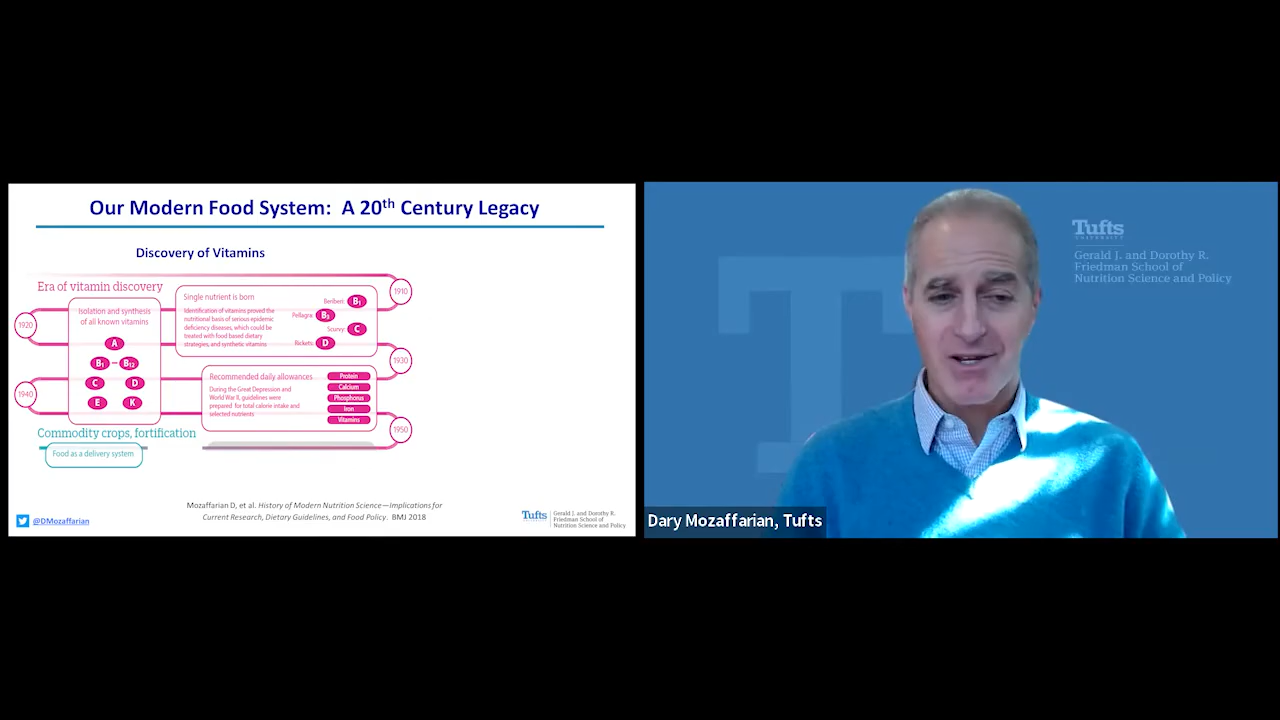 Our Modern Food System: A 20th Century Legacy
Discovery of Vitamins
Era of vitamin discovery
1910
1920
Isolation and synthesis
of all known vitamins
A
B1 – B12
C D
E K
Single nutrient is born
Identification of vitamins proved the
nutritional basis of serious epidemic
deficiency diseases, which could be
treated with food based dietary
strategies, and synthetic vitamins
Beriberi: B1
Pellagra: B3
Scurvy: C
Rickets: D
1930
1940
Recommended daily allowances
During the Great Depression and
World War II, guidelines were
prepared for total calorie intake and
selected nutrients
Protein
Calcium
Phosphorus
Iron
Vitamins
1950
Commodity crops, fortification
Food as a delivery system
Mozaffarian D, et al. History of Modern Nutrition Science—Implications for
Current Research, Dietary Guidelines, and Food Policy. BMJ 2018
@DMozaffarian
Tufts
Gerald J. and Dorothy R.
Friedman School of
Nutrition Science and Policy
Tufts
UNIVERSITY
Gerald J. and Dorothy R.
Friedman School of
Nutrition Science and Policy
Dary Mozaffarian, Tufts